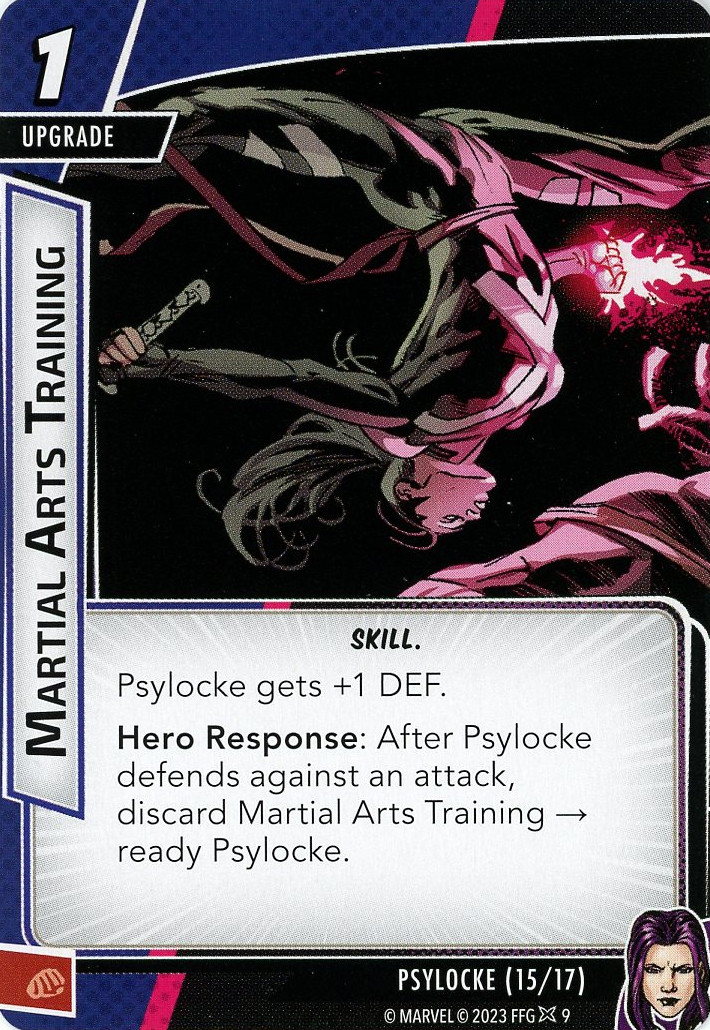 1
UPGRADE
MARTIAL ARTS TRAINING
SKILL.
Psylocke gets +1 DEF.
Hero Response: After Psylocke
defends against an attack,
discard Martial Arts Training →
ready Psylocke.
PSYLOCKE (15/17)
© MARVEL © 2023 FFG 9